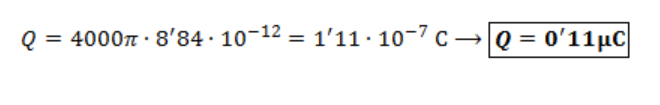 Q = 4000π · 8'84 · 10⁻¹² = 1'11 · 10⁻⁷ C → Q = 0'11μC